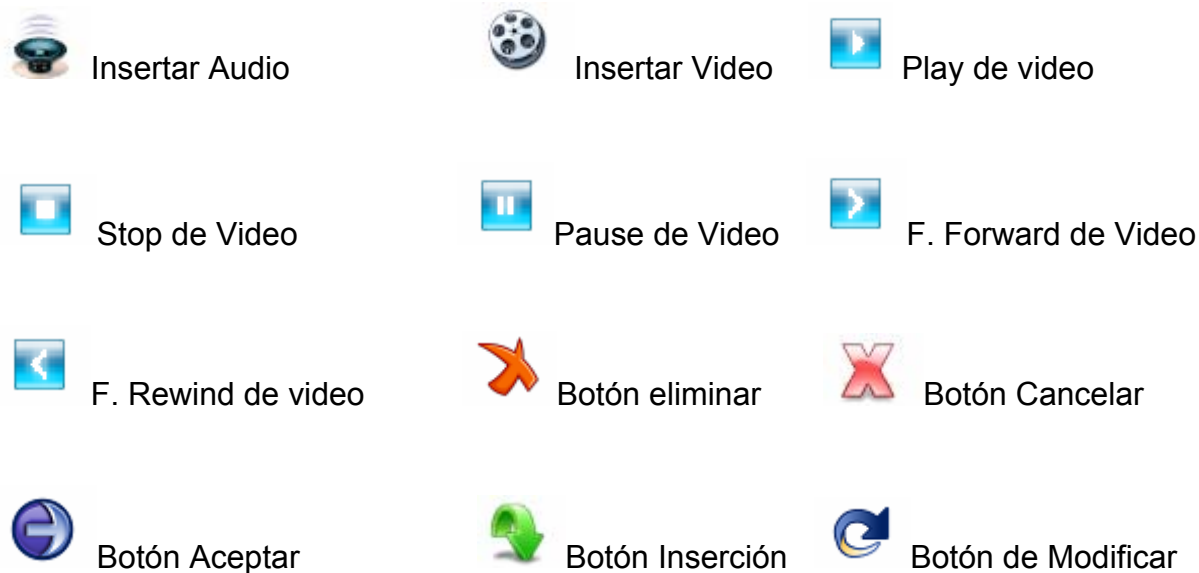 Insertar Audio
Insertar Video
Play de video
Stop de Video
Pause de Video
F. Forward de Video
F. Rewind de video
Botón eliminar
Botón Cancelar
Botón Aceptar
Botón Inserción
Botón de Modificar